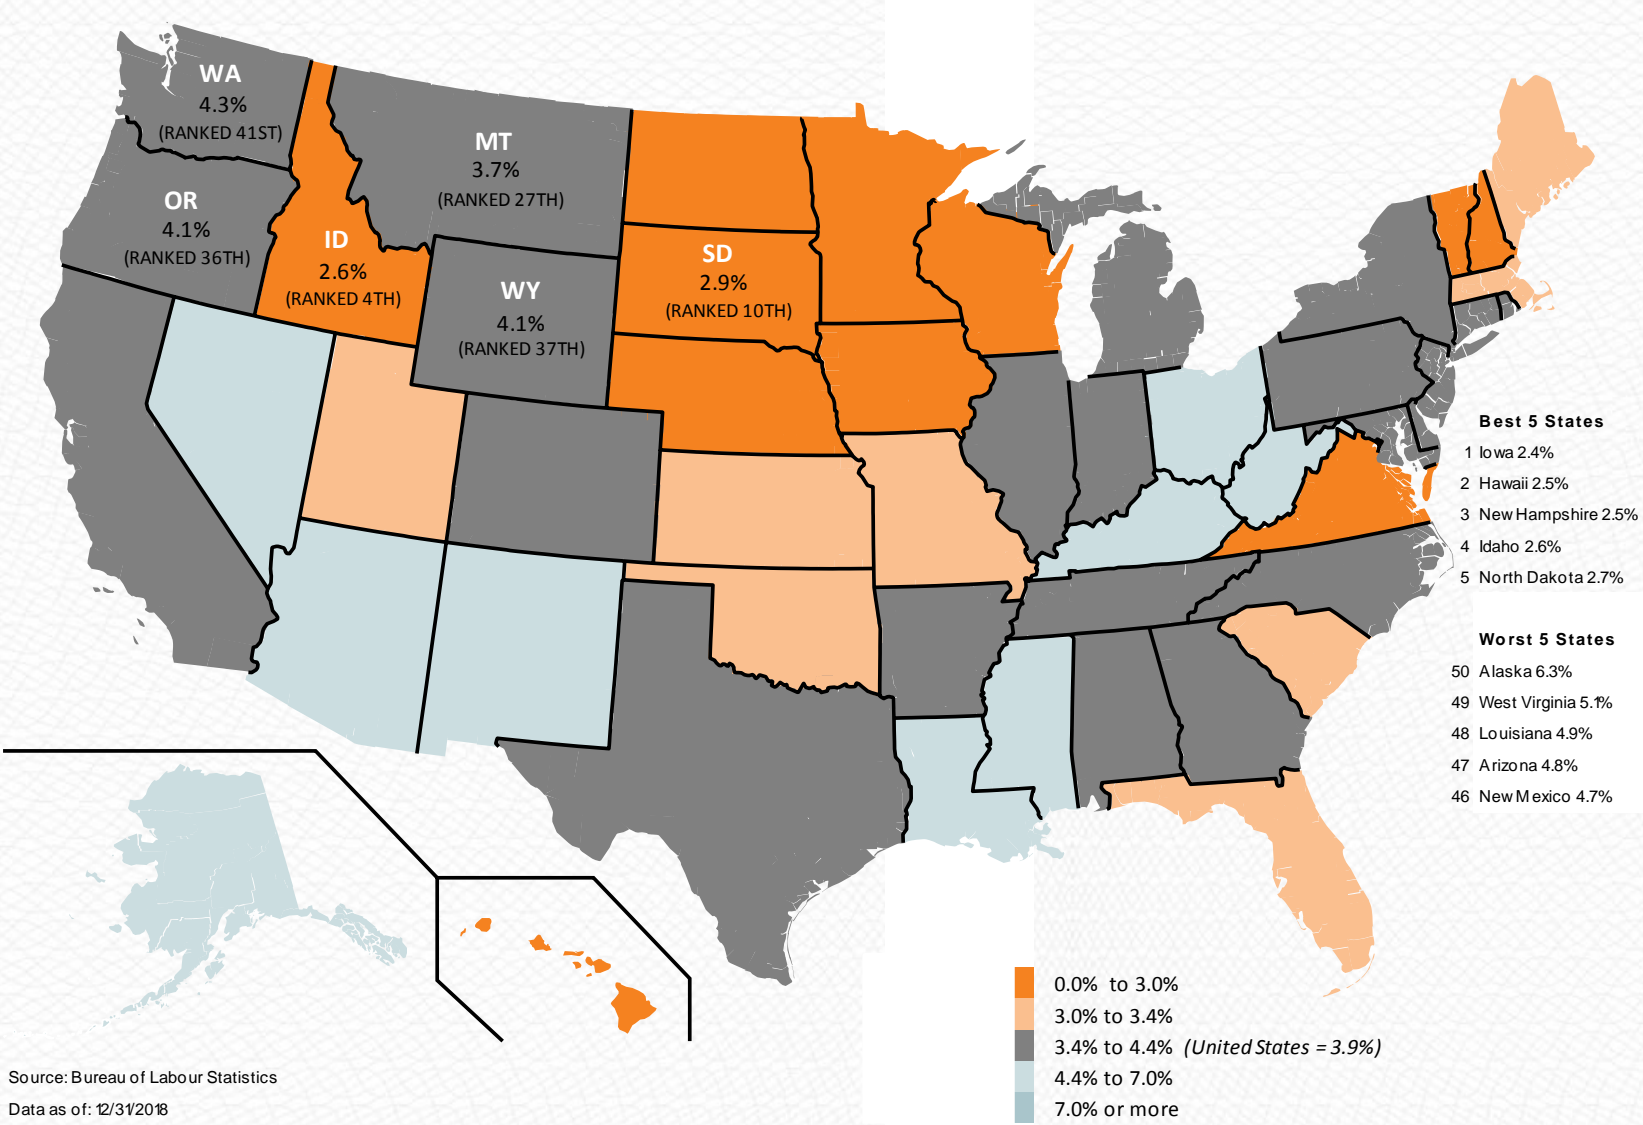 WA
4.3%
(RANKED 41ST)
OR
4.1%
(RANKED 36TH)
ID
2.6%
(RANKED 4TH)
MT
3.7%
(RANKED 27TH)
WY
4.1%
(RANKED 37TH)
SD
2.9%
(RANKED 10TH)
Best 5 States
1 Iowa 2.4%
2 Hawaii 2.5%
3 New Hampshire 2.5%
4 Idaho 2.6%
5 North Dakota 2.7%
Worst 5 States
50 Alaska 6.3%
49 West Virginia 5.1%
48 Louisiana 4.9%
47 Arizona 4.8%
46 New Mexico 4.7%
0.0% to 3.0%
3.0% to 3.4%
3.4% to 4.4% (United States = 3.9%)
4.4% to 7.0%
7.0% or more
Source: Bureau of Labour Statistics
Data as of: 12/31/2018